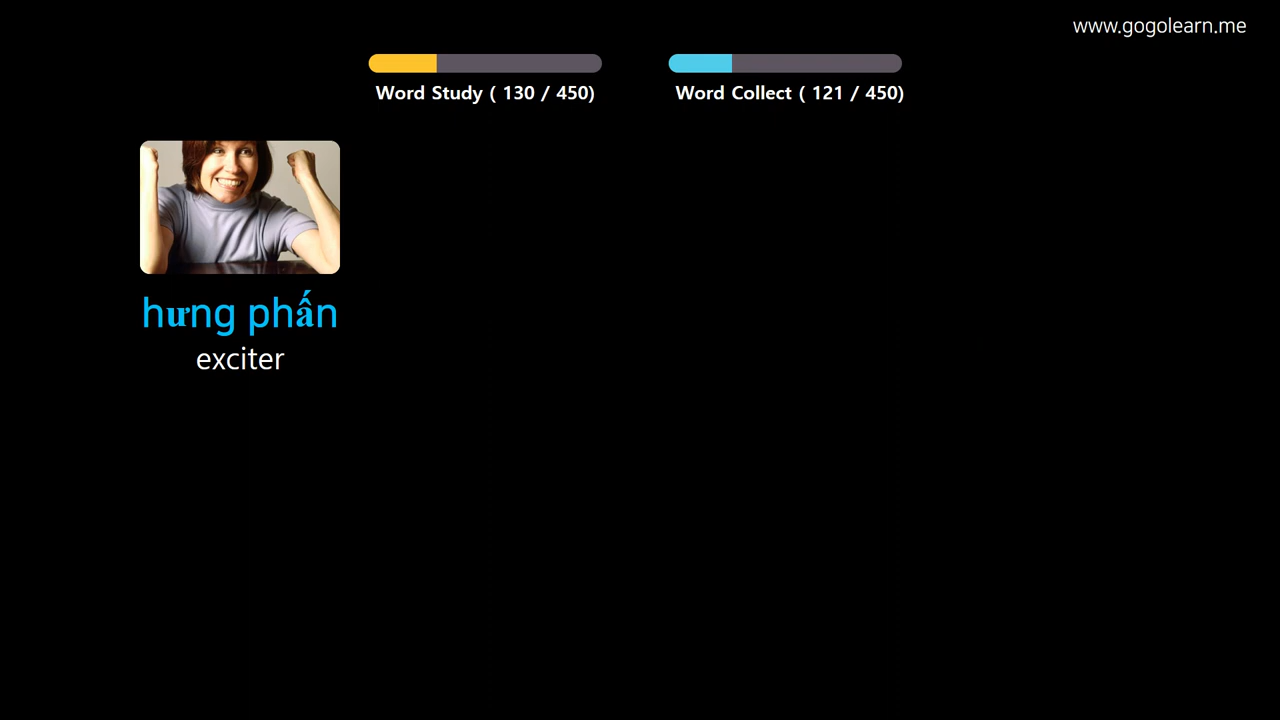 www.gogolearn.me
Word Study ( 130 / 450)
Word Collect ( 121 / 450)
hưng phấn
exciter